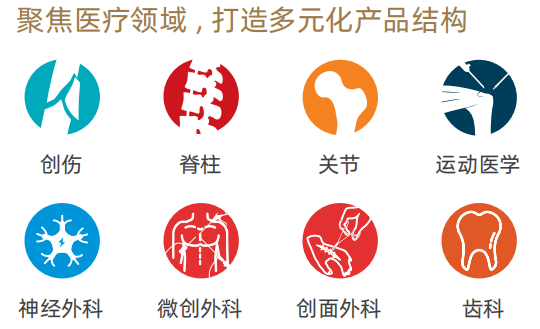 聚焦医疗领域 , 打造多元化产品结构
创伤
脊柱
关节
运动医学
神经外科
微创外科
创面外科
齿科